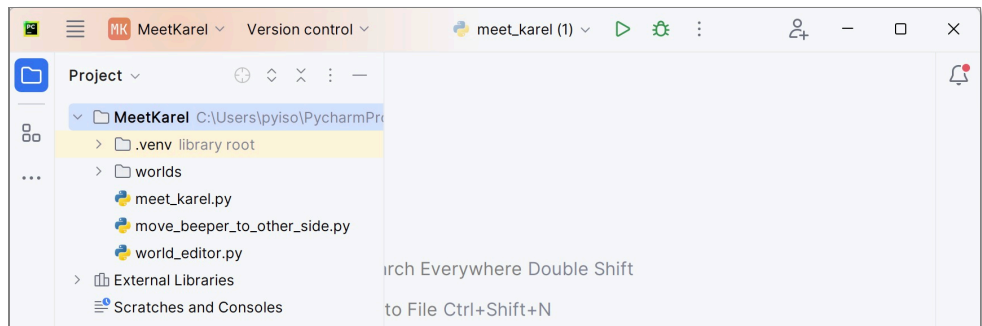 PC MK MeetKarel Version control meet_karel (1)
Project
MeetKarel C:\Users\pyiso\PycharmPro
.venv library root
worlds
meet_karel.py
move_beeper_to_other_side.py
world_editor.py
External Libraries
Scratches and Consoles
rch Everywhere Double Shift
to File Ctrl+Shift+N